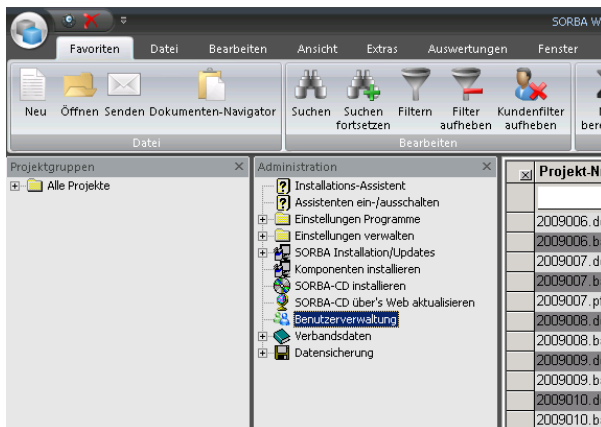 SORBA W
Favoriten Datei Bearbeiten Ansicht Extras Auswertungen Fenster
Neu Öffnen Senden Dokumenten-Navigator Suchen Suchen fortsetzen Filtern Filter aufheben Kundenfilter aufheben
Datei Bearbeiten
Projektgruppen
Alle Projekte
Administration
Installations-Assistent
Assistenten ein-/ausschalten
Einstellungen Programme
Einstellungen verwalten
SORBA Installation/Updates
Komponenten installieren
SORBA-CD installieren
SORBA-CD über's Web aktualisieren
Benutzerverwaltung
Verbandsdaten
Datensicherung
Projekt-N
2009006.d
2009006.b
2009007.d
2009007.b
2009007.p
2009008.d
2009008.b
2009009.d
2009009.b
2009010.d
2009010.b